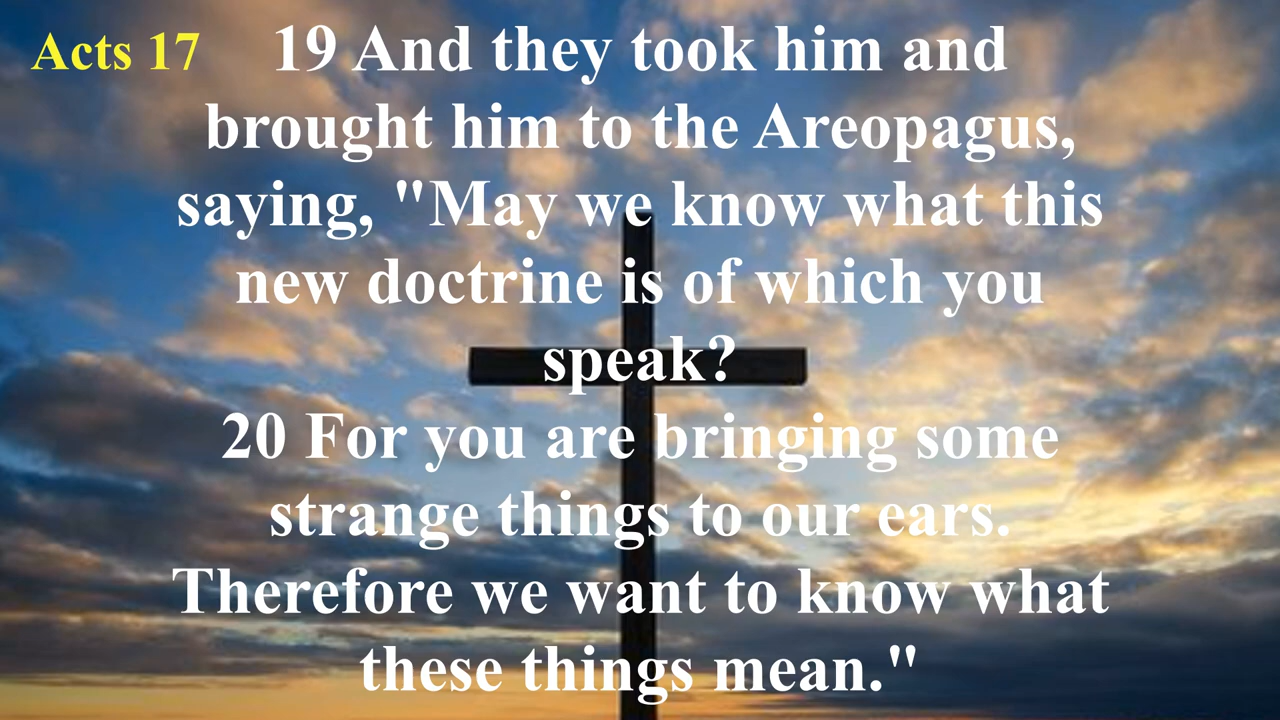 Acts 17
19 And they took him and
brought him to the Areopagus,
saying, "May we know what this
new doctrine is of which you
speak?
20 For you are bringing some
strange things to our ears.
Therefore we want to know what
these things mean."